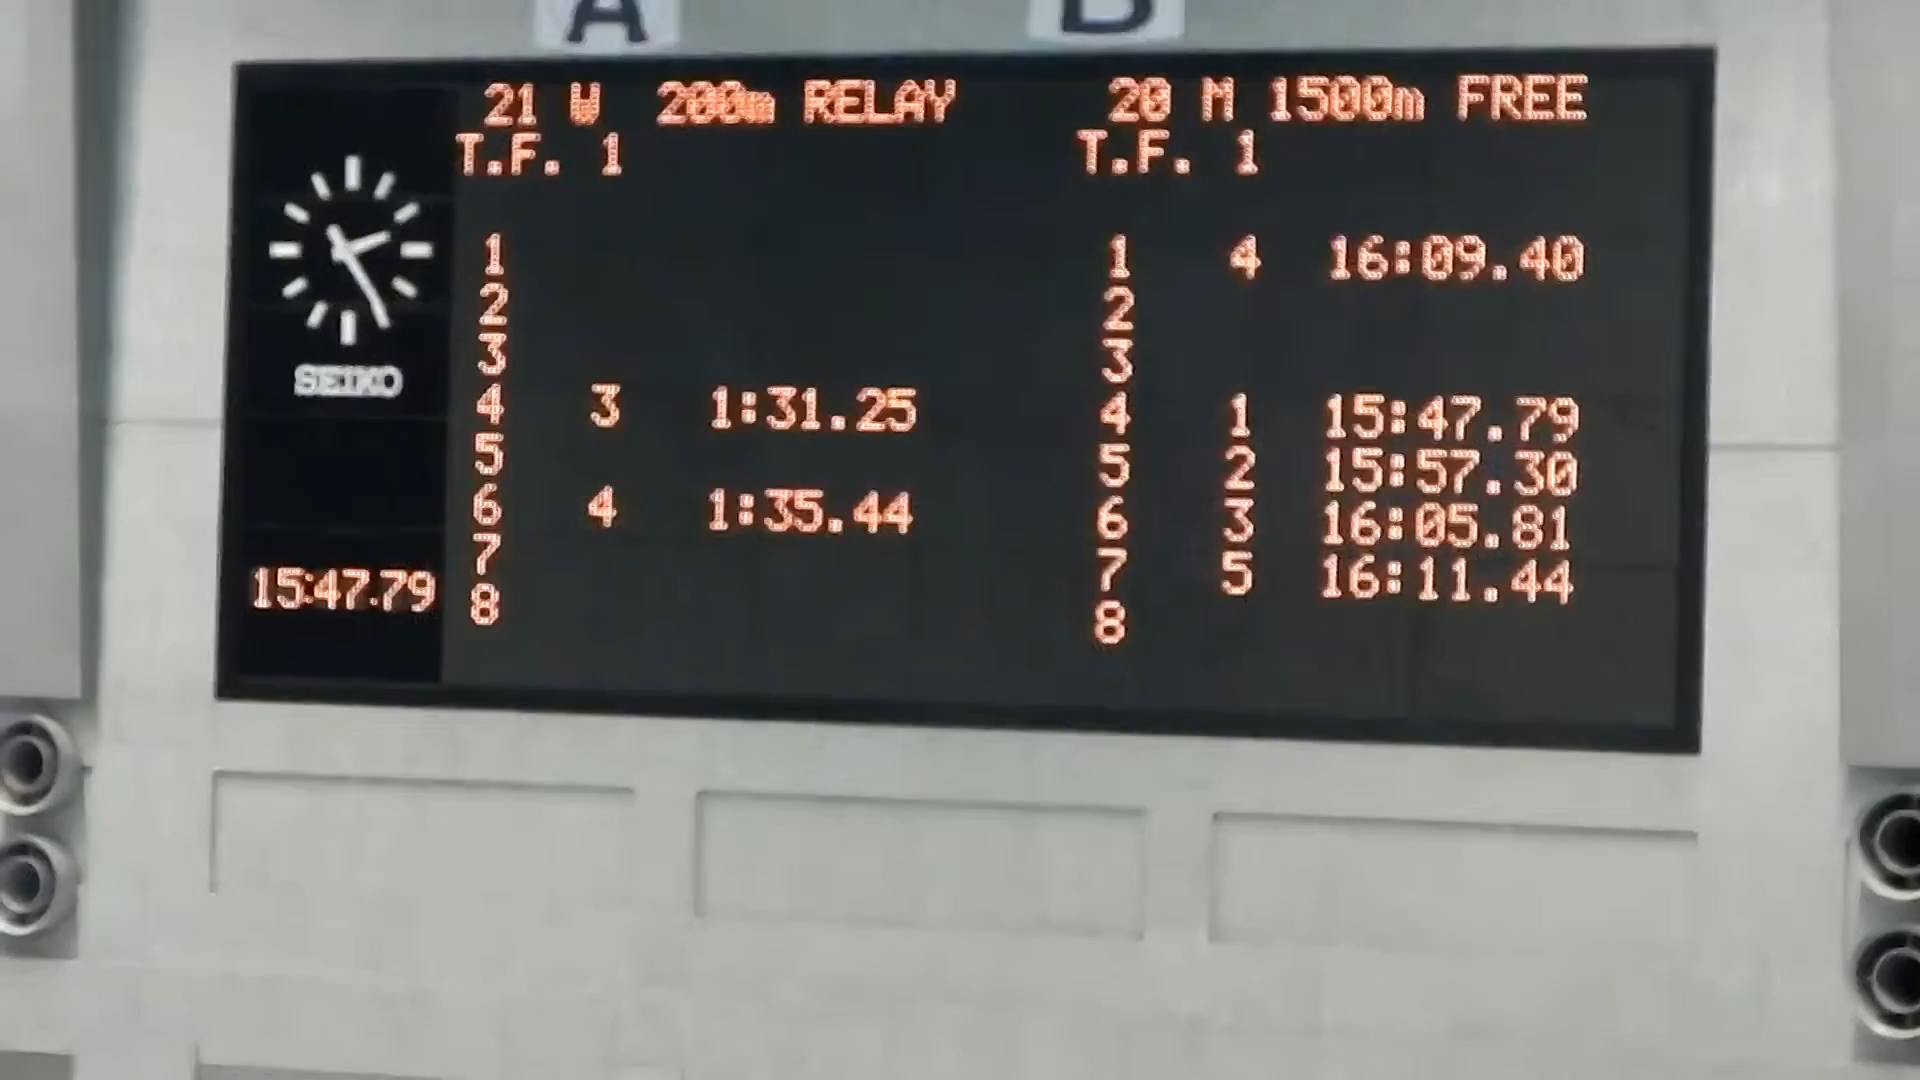 A
B
21 W 200m RELAY
T.F. 1
1
2
3
4 3 1:31.25
5
6 4 1:35.44
7
8
20 M 1500m FREE
T.F. 1
1 4 16:09.40
2
3
4 1 15:47.79
5 2 15:57.30
6 3 16:05.81
7 5 16:11.44
8
SEIKO
15:47.79